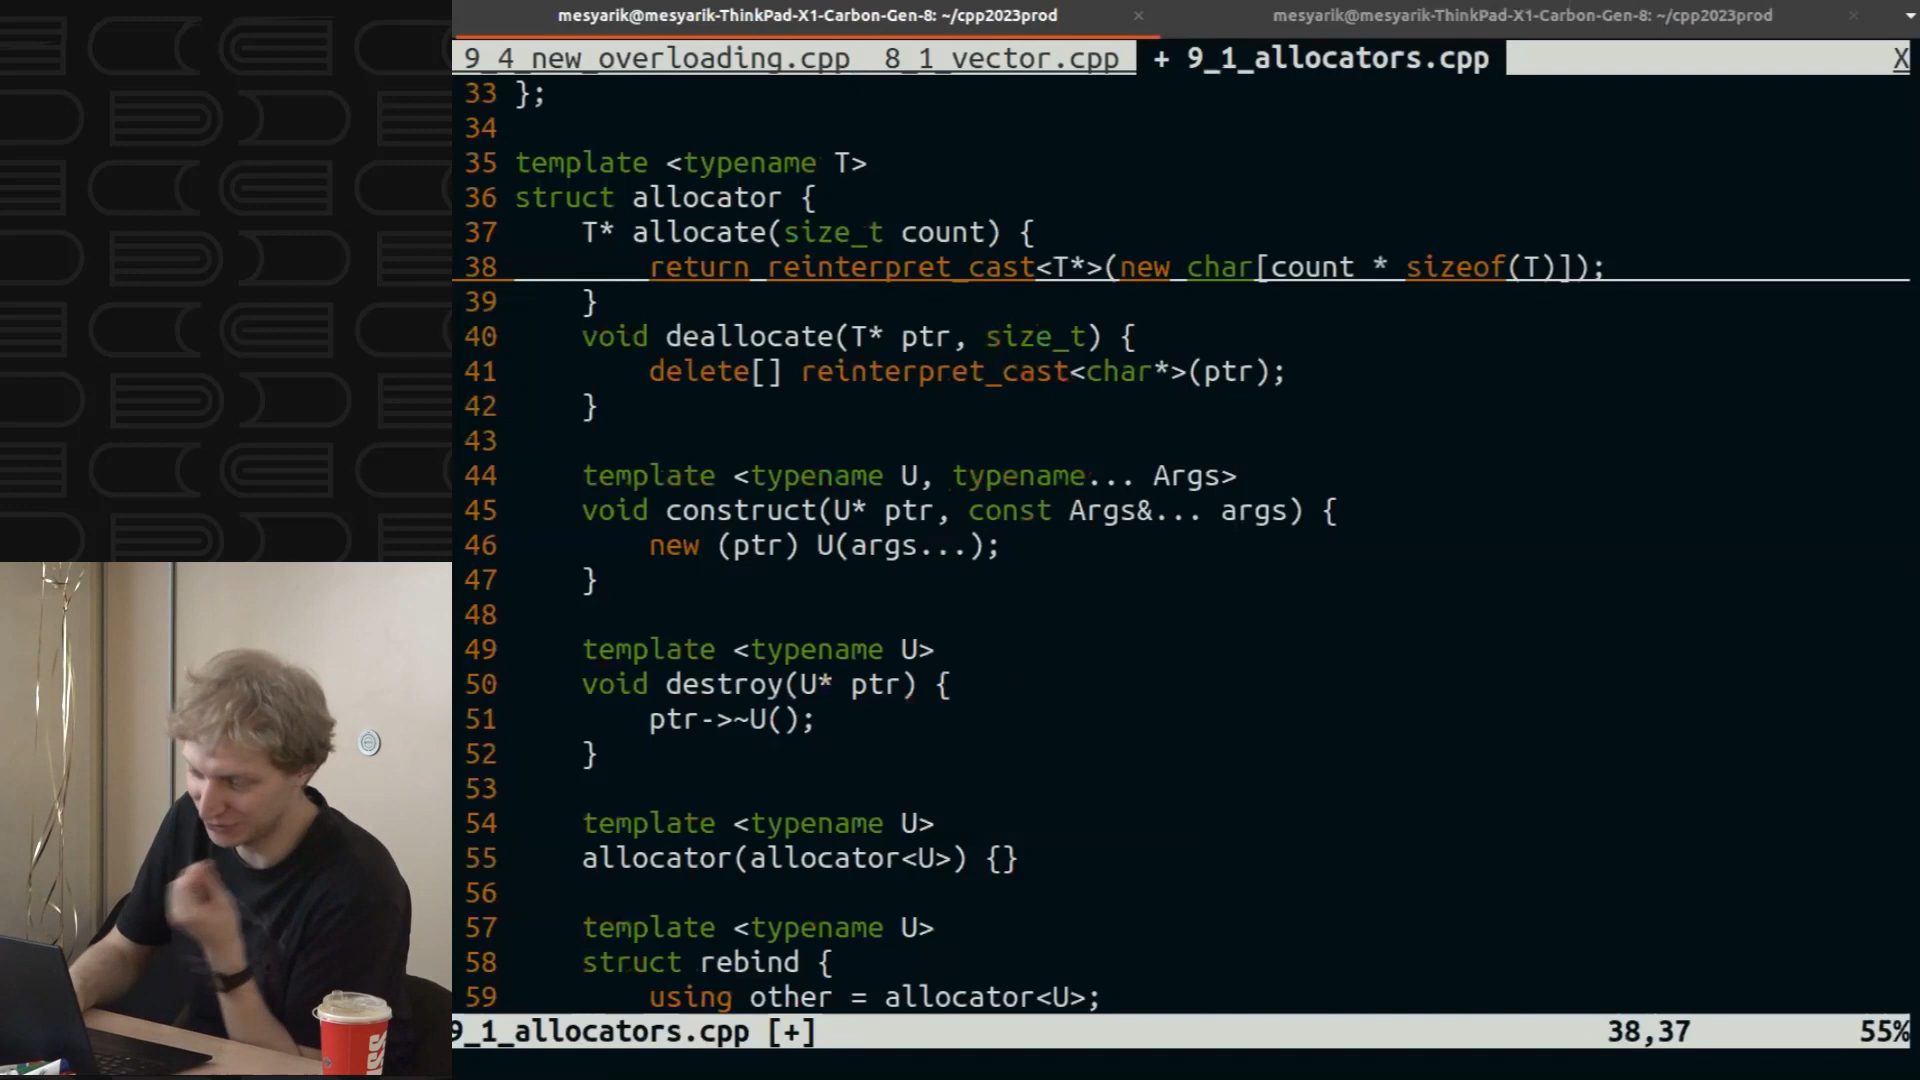 mesyarik@mesyarik-ThinkPad-X1-Carbon-Gen-8: ~/cpp2023prod × mesyarik@mesyarik-ThinkPad-X1-Carbon-Gen-8: ~/cpp2023prod ×
9_4_new_overloading.cpp 8_1_vector.cpp + 9_1_allocators.cpp X
33 };
34
35 template <typename T>
36 struct allocator {
37     T* allocate(size_t count) {
38         return reinterpret_cast<T*>(new char[count * sizeof(T)]);
39     }
40     void deallocate(T* ptr, size_t) {
41         delete[] reinterpret_cast<char*>(ptr);
42     }
43
44     template <typename U, typename... Args>
45     void construct(U* ptr, const Args&... args) {
46         new (ptr) U(args...);
47     }
48
49     template <typename U>
50     void destroy(U* ptr) {
51         ptr->~U();
52     }
53
54     template <typename U>
55     allocator(allocator<U>) {}
56
57     template <typename U>
58     struct rebind {
59         using other = allocator<U>;
9_1_allocators.cpp [+] 38,37 55%